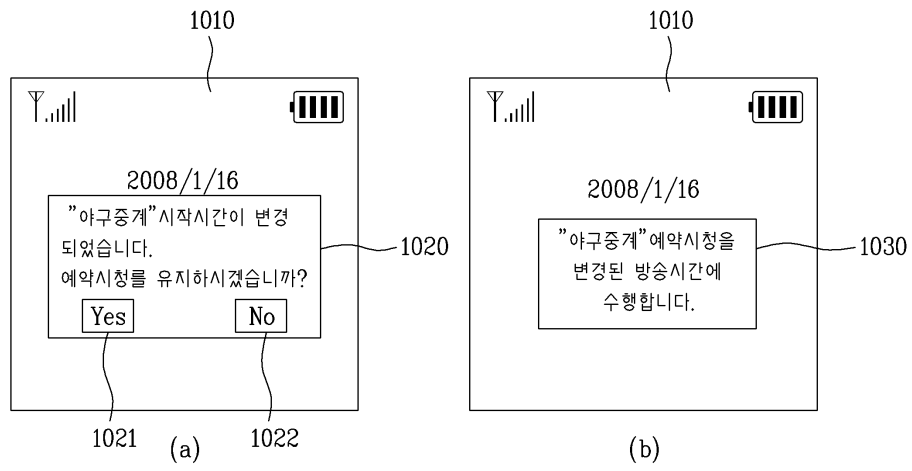 1010
2008/1/16
”야구중계”시작시간이 변경
되었습니다.
예약시청를 유지하시겠습니까?
Yes No
1020
1021
1022
(a)
1010
2008/1/16
”야구중계”예약시청을
변경된 방송시간에
수행합니다.
1030
(b)